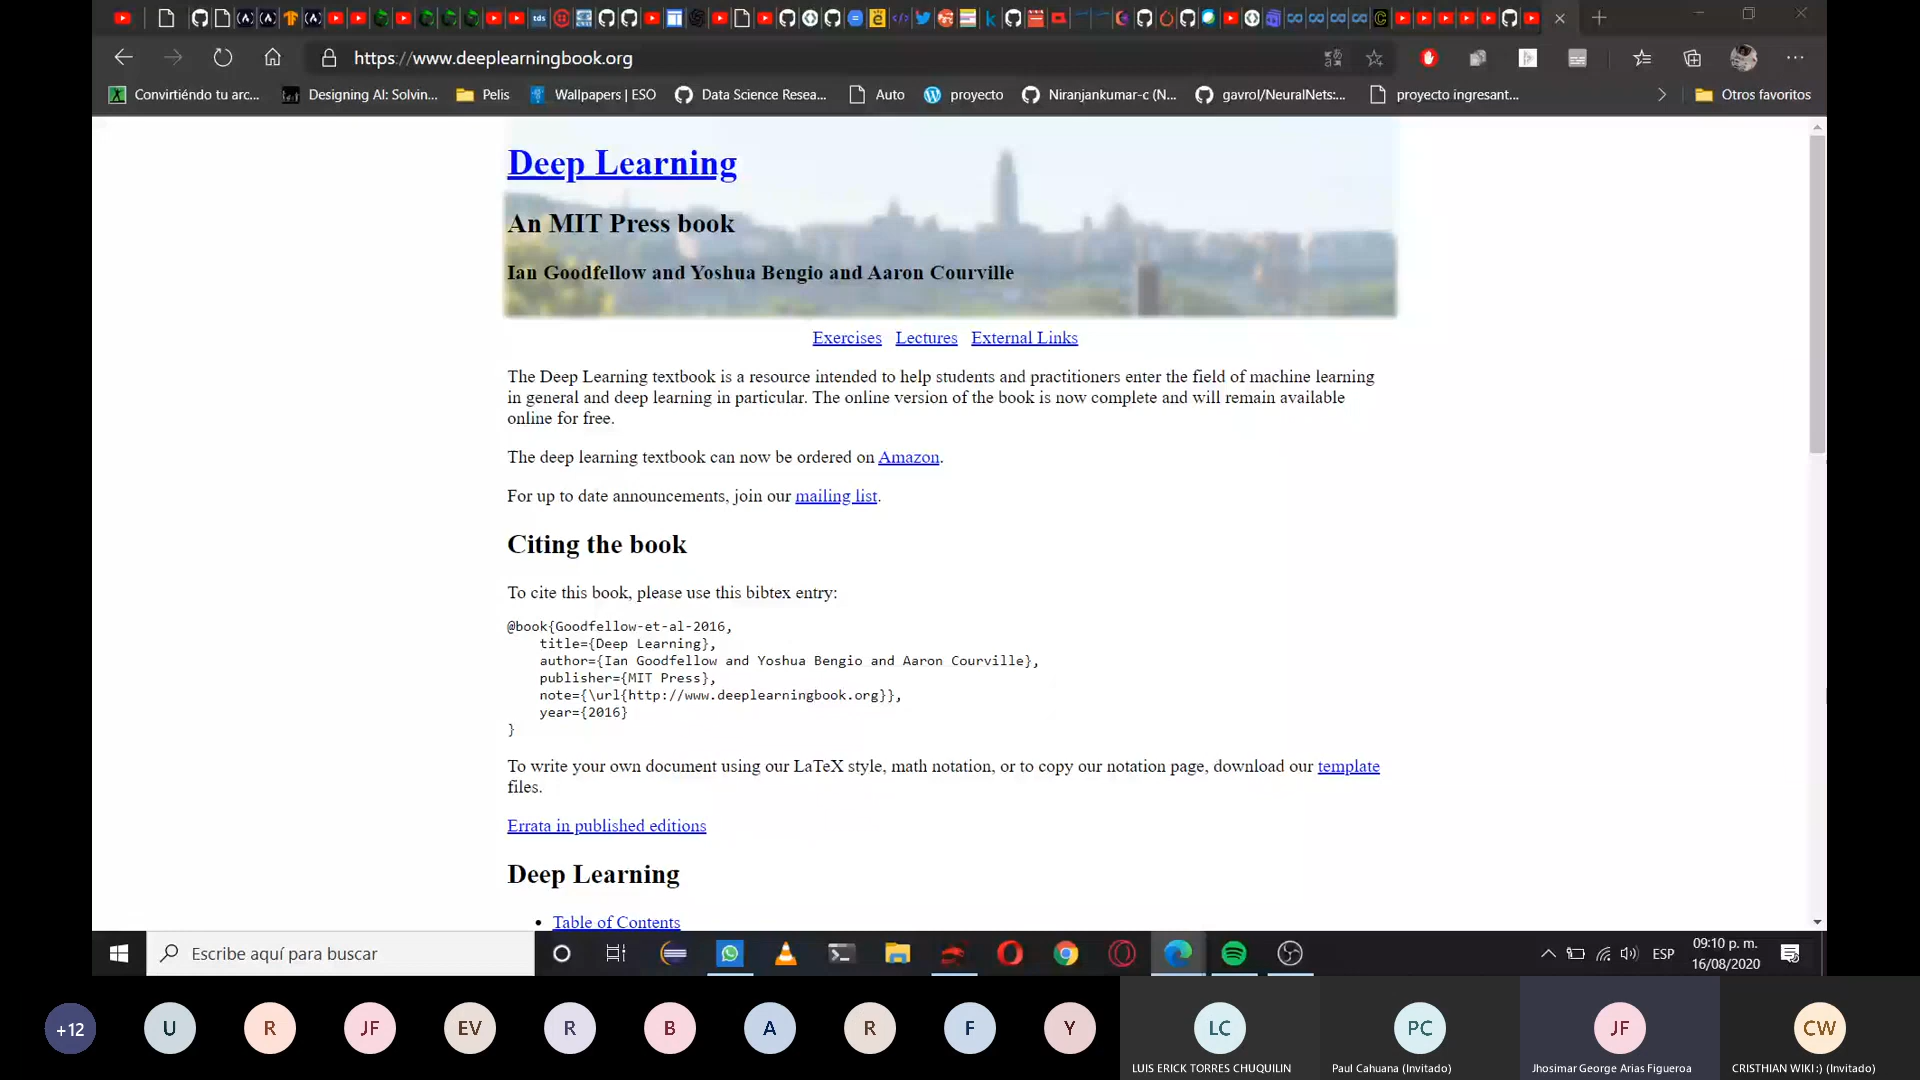 https://www.deeplearningbook.org
Convirtiéndo tu arc...
Designing AI: Solvin...
Pelis
Wallpapers | ESO
Data Science Resea...
Auto
proyecto
Niranjankumar-c (N...
gavrol/NeuralNets:...
proyecto ingresant...
Otros favoritos
Deep Learning
An MIT Press book
Ian Goodfellow and Yoshua Bengio and Aaron Courville
Exercises Lectures External Links
The Deep Learning textbook is a resource intended to help students and practitioners enter the field of machine learning
in general and deep learning in particular. The online version of the book is now complete and will remain available
online for free.
The deep learning textbook can now be ordered on Amazon.
For up to date announcements, join our mailing list.
Citing the book
To cite this book, please use this bibtex entry:
@book{Goodfellow-et-al-2016,
title={Deep Learning},
author={Ian Goodfellow and Yoshua Bengio and Aaron Courville},
publisher={MIT Press},
note={\url{http://www.deeplearningbook.org}},
year={2016}
}
To write your own document using our LaTeX style, math notation, or to copy our notation page, download our template
files.
Errata in published editions
Deep Learning
• Table of Contents
Escribe aquí para buscar
ESP
09:10 p. m.
16/08/2020
+12
U
R
JF
EV
R
B
A
R
F
Y
LC
PC
JF
CW
LUIS ERICK TORRES CHUQUILIN
Paul Cahuana (Invitado)
Jhosimar George Arias Figueroa
CRISTHIAN WIKI :) (Invitado)